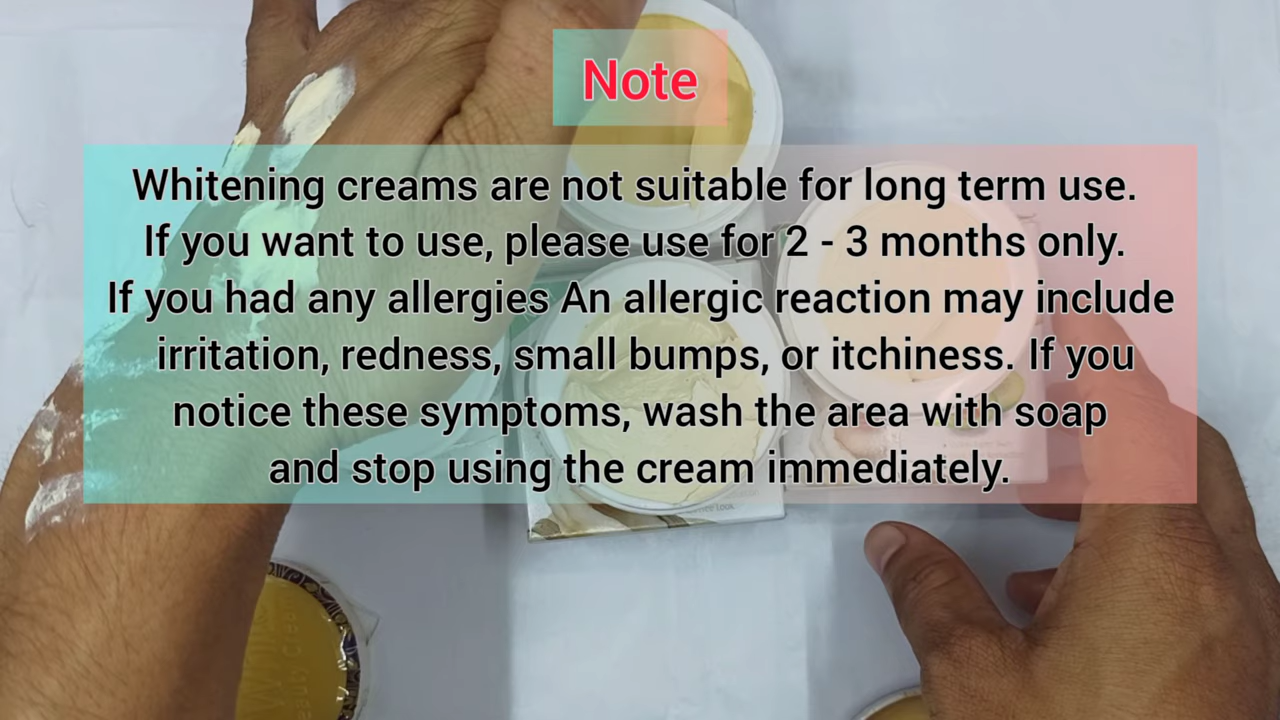 Note
Whitening creams are not suitable for long term use.
If you want to use, please use for 2 - 3 months only.
If you had any allergies An allergic reaction may include
irritation, redness, small bumps, or itchiness. If you
notice these symptoms, wash the area with soap
and stop using the cream immediately.